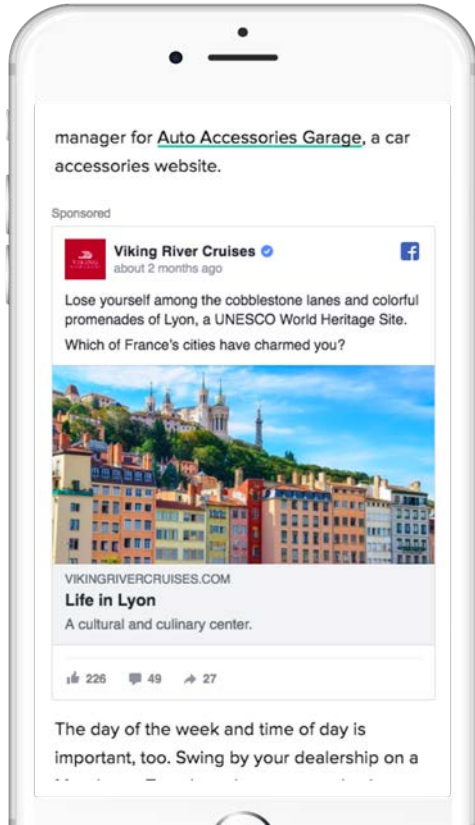 manager for Auto Accessories Garage, a car
accessories website.
Sponsored
VIKING
Viking River Cruises
about 2 months ago
Lose yourself among the cobblestone lanes and colorful
promenades of Lyon, a UNESCO World Heritage Site.
Which of France's cities have charmed you?
VIKINGRIVERCRUISES.COM
Life in Lyon
A cultural and culinary center.
226 49 27
The day of the week and time of day is
important, too. Swing by your dealership on a